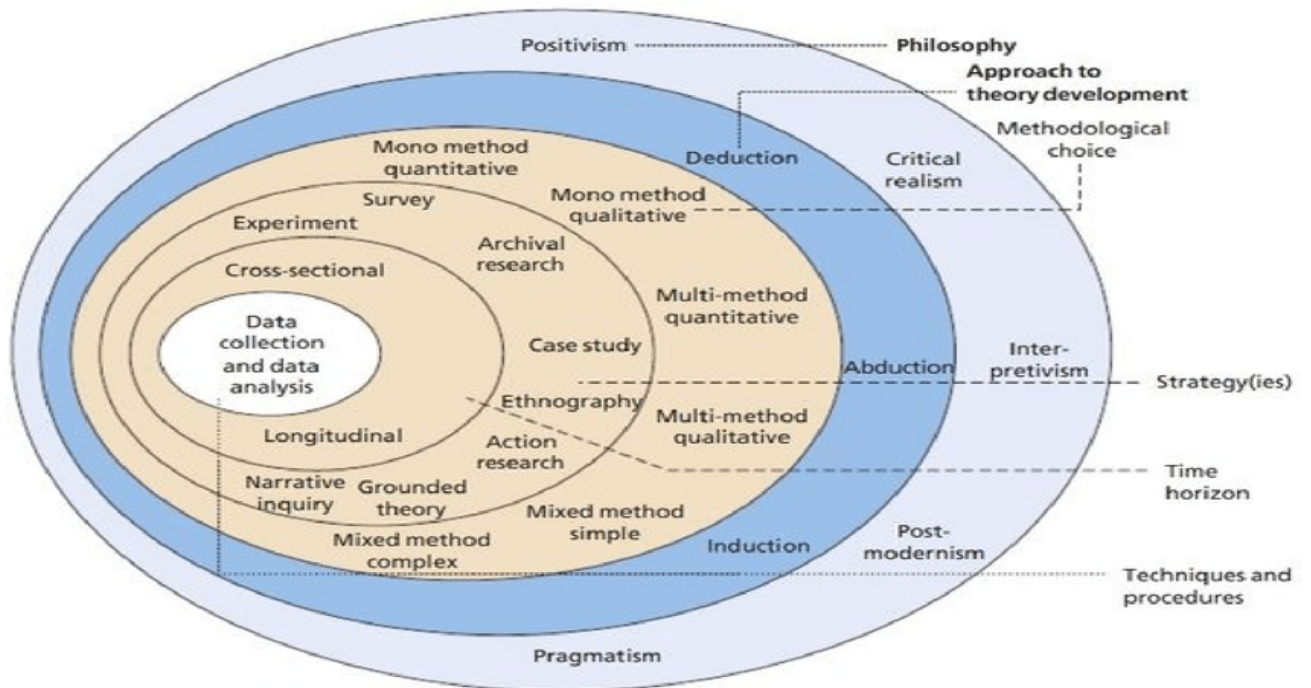 Positivism
Philosophy
Approach to
theory development
Methodological
choice
Mono method
quantitative
Deduction
Critical
realism
Survey
Mono method
qualitative
Experiment
Archival
research
Cross-sectional
Multi-method
quantitative
Data
collection
and data
analysis
Case study
Abduction
Inter-
pretivism
Strategy(ies)
Ethnography
Multi-method
qualitative
Longitudinal
Action
research
Time
horizon
Narrative
inquiry
Grounded
theory
Mixed method
simple
Mixed method
complex
Induction
Post-
modernism
Techniques and
procedures
Pragmatism